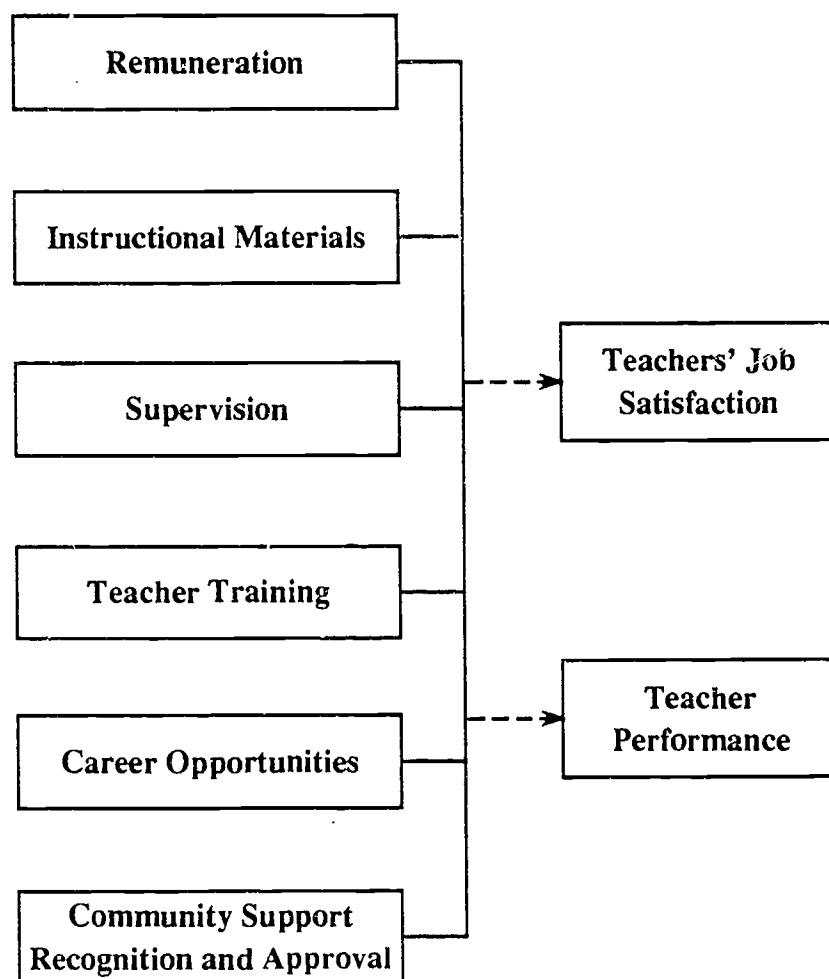 Remuneration
Instructional Materials
Supervision
Teachers' Job
Satisfaction
Teacher Training
Teacher
Performance
Career Opportunities
Community Support
Recognition and Approval